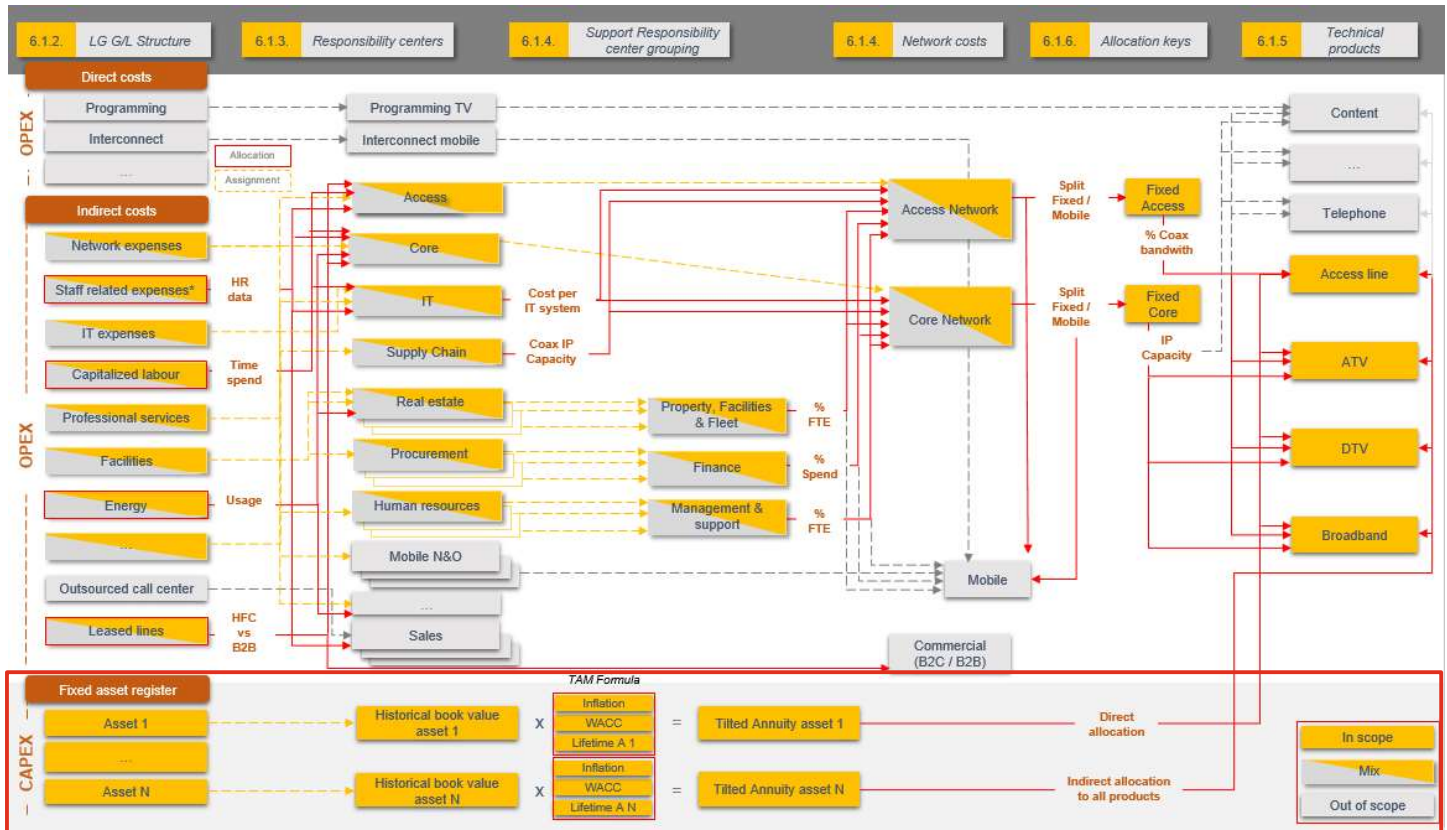 6.1.2. LG G/L Structure
6.1.3. Responsibility centers
6.1.4. Support Responsibility
center grouping
6.1.4. Network costs
6.1.6. Allocation keys
6.1.5 Technical
products
Direct costs
OPEX
Programming
Interconnect
...
Allocation
Assignment
Programming TV
Interconnect mobile
Content
...
Telephone
Indirect costs
OPEX
Network expenses
Staff related expenses*
IT expenses
Capitalized labour
Professional services
Facilities
Energy
...
Outsourced call center
Leased lines
HR
data
Time
spend
Usage
HFC
vs
B2B
Access
Core
IT
Supply Chain
Real estate
Procurement
Human resources
Mobile N&O
...
Sales
Cost per
IT system
Coax IP
Capacity
Property, Facilities
& Fleet
Finance
Management &
support
%
FTE
%
Spend
%
FTE
Access Network
Core Network
Mobile
Commercial
(B2C / B2B)
Split
Fixed /
Mobile
Split
Fixed /
Mobile
Fixed
Access
% Coax
bandwith
Fixed
Core
IP
Capacity
Access line
ATV
DTV
Broadband
Fixed asset register
CAPEX
Asset 1
...
Asset N
Historical book value
asset 1
Historical book value
asset N
TAM Formula
x
Inflation
WACC
Lifetime A 1
=
Tilted Annuity asset 1
x
Inflation
WACC
Lifetime A N
=
Tilted Annuity asset N
Direct
allocation
Indirect allocation
to all products
In scope
Mix
Out of scope